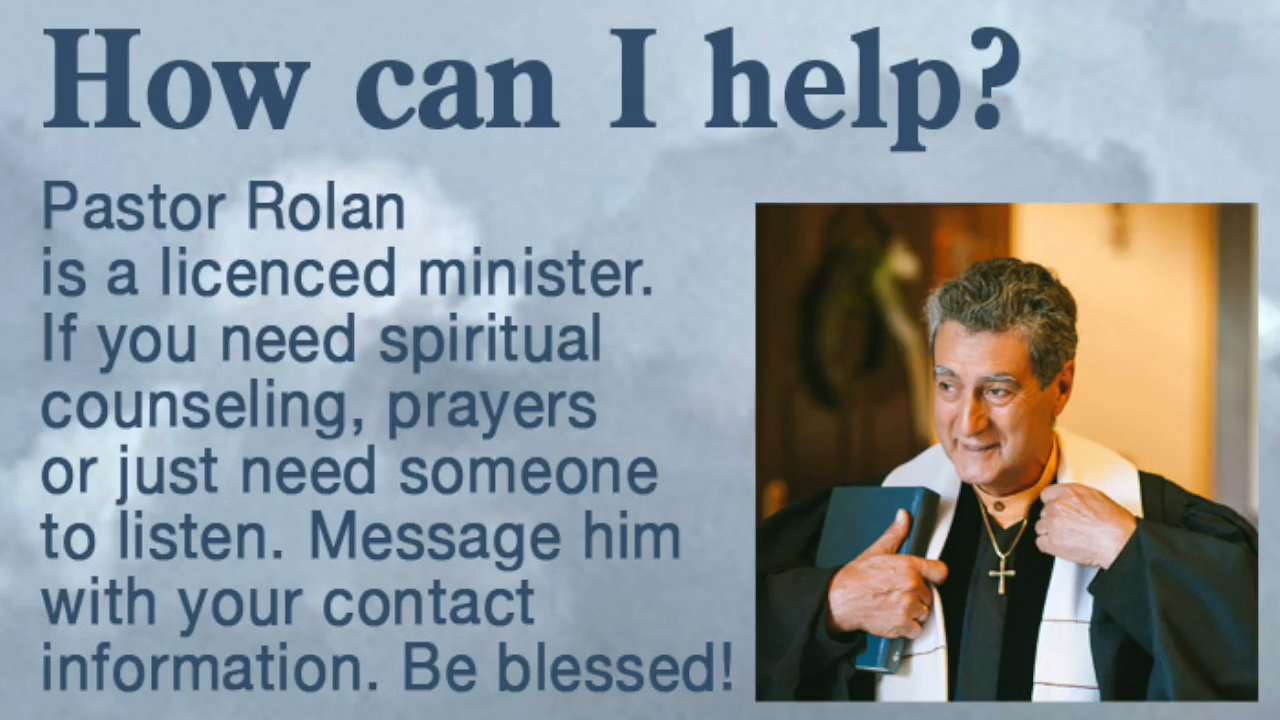 How can I help?
Pastor Rolan
is a licenced minister.
If you need spiritual
counseling, prayers
or just need someone
to listen. Message him
with your contact
information. Be blessed!